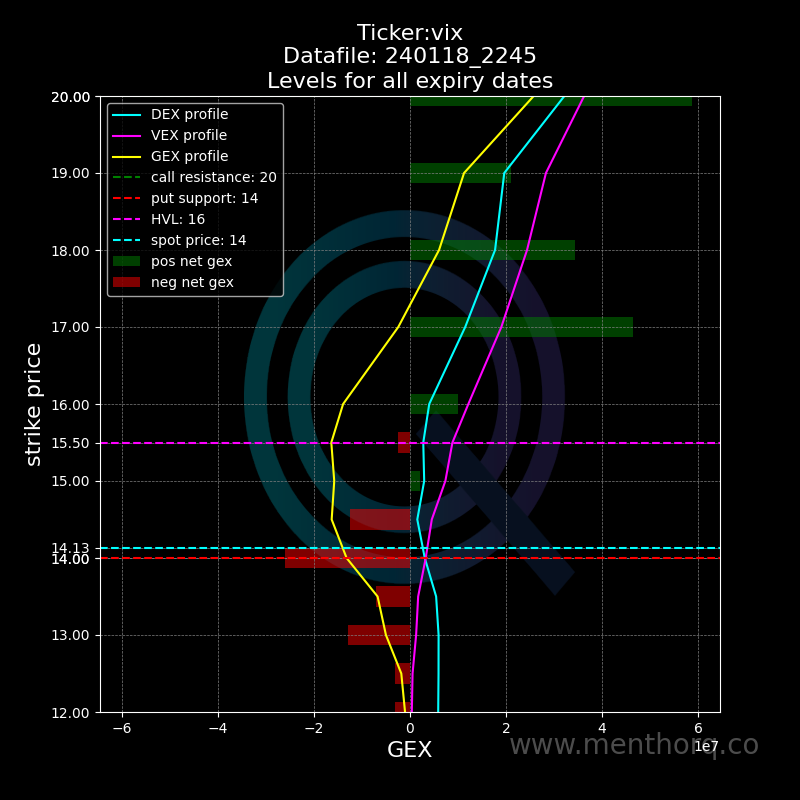 Ticker:vix
Datafile: 240118_2245
Levels for all expiry dates
DEX profile
VEX profile
GEX profile
call resistance: 20
put support: 14
HVL: 16
spot price: 14
pos net gex
neg net gex
strike price
20.00
19.00
18.00
17.00
16.00
15.50
15.00
14.13
14.00
13.00
12.00
−6
−4
−2
0
2
4
6
1e7
GEX
www.menthorq.co